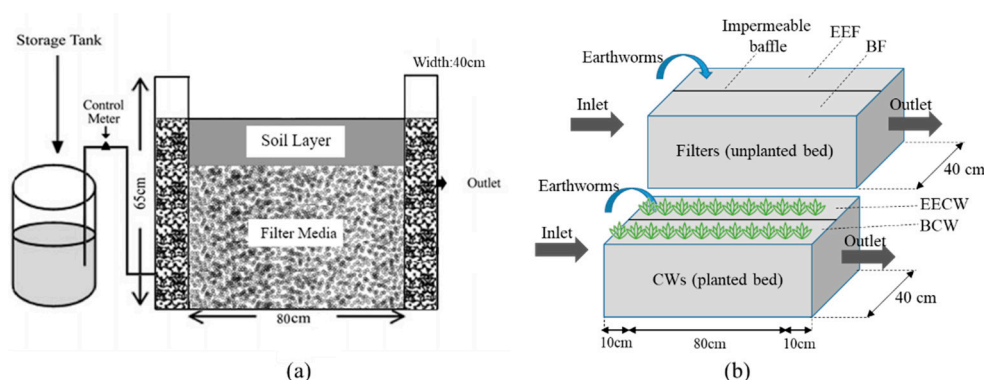 Storage Tank
Control
Meter
Width:40cm
65cm
Soil Layer
Filter Media
Outlet
80cm
(a)
Impermeable
baffle
EEF
BF
Earthworms
Inlet
Outlet
Filters (unplanted bed)
40 cm
Earthworms
EECW
BCW
Inlet
Outlet
CWs (planted bed)
40 cm
10cm
80cm
10cm
(b)